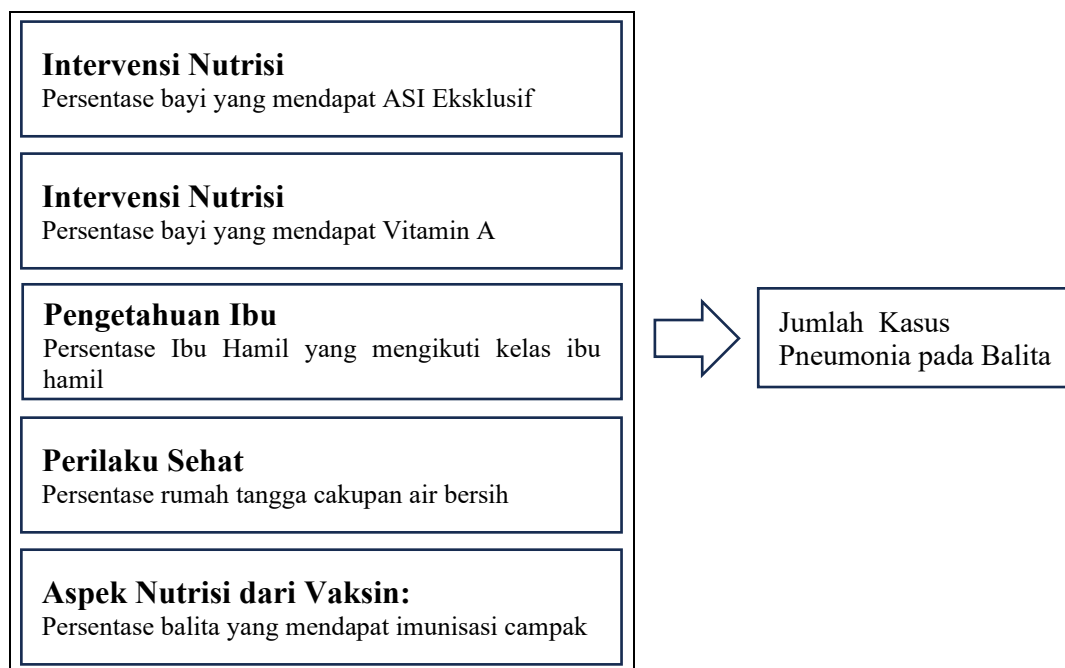 Intervensi Nutrisi
Persentase bayi yang mendapat ASI Eksklusif
Intervensi Nutrisi
Persentase bayi yang mendapat Vitamin A
Pengetahuan Ibu
Persentase Ibu Hamil yang mengikuti kelas ibu
hamil
Perilaku Sehat
Persentase rumah tangga cakupan air bersih
Aspek Nutrisi dari Vaksin:
Persentase balita yang mendapat imunisasi campak
Jumlah Kasus
Pneumonia pada Balita